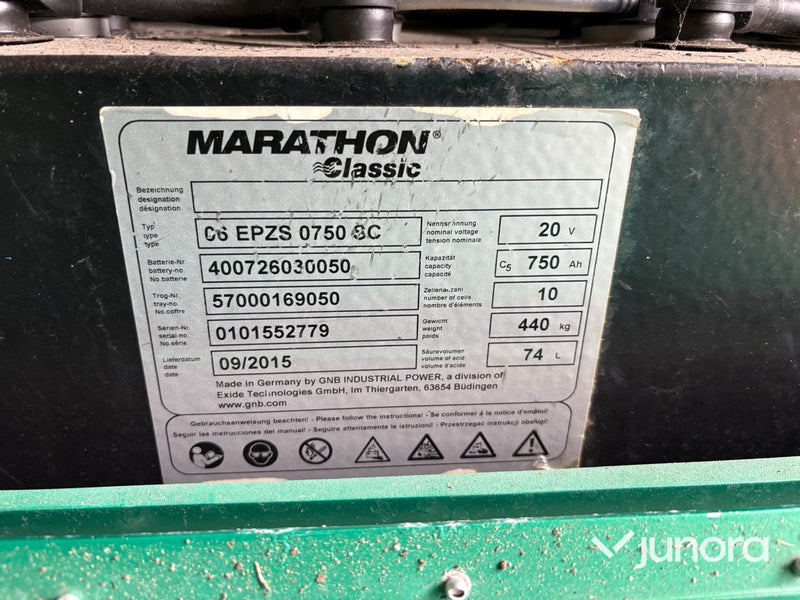 MARATHON®
Classic
Bezeichnung
designation
désignation
Typ
type
type
06 EPZS 0750 SC
Nennspannung
nominal voltage
tension nominale
20 V
Batterie-Nr
battery-no.
No.batterie
400726030050
Kapazität
capacity
capacité
C5 750 Ah
Trog-Nr.
tray-no.
No.coffre
57000169050
Zellenanzahl
number of cells
nombre d'éléments
10
Serien-Nr
serial no.
No.série
0101552779
Gewicht
weight
poids
440 kg
Lieferdatum
date
date
09/2015
Säurevolumen
volume of acid
volume d'acide
74 L
Made in Germany by GNB INDUSTRIAL POWER, a division of
Exide Technologies GmbH, Im Thiergarten, 63654 Büdingen
www.gnb.com
Gebrauchsanweisung beachten! - Please follow the instructions! - Se conformer á la notice d'emploi!
Seguir las instrucciones del manual! - Seguire attentamente le istruzioni! - Przestrzegac instrukcji obslugi!
junora